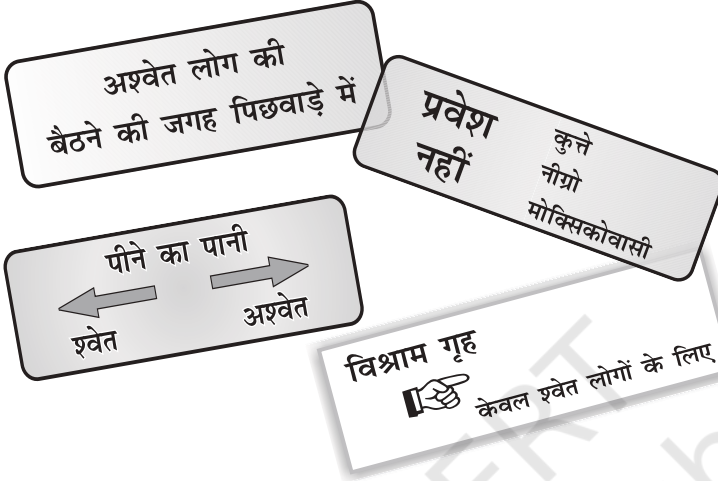 अश्वेत लोग की
बैठने की जगह पिछवाड़े में
प्रवेश
नहीं
कुत्ते
नीग्रो
मोक्सिकोवासी
पीने का पानी
श्वेत
अश्वेत
विश्राम गृह
केवल श्वेत लोगों के लिए